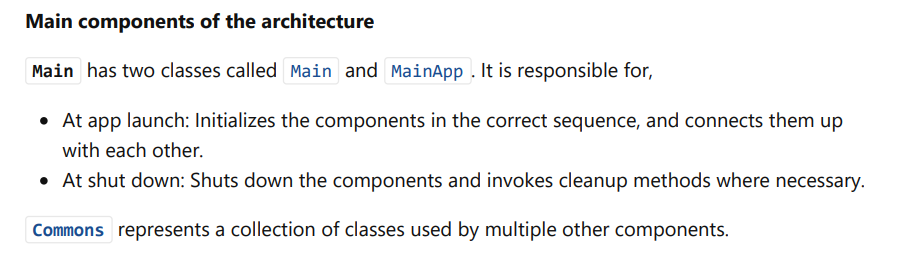 Main components of the architecture
Main has two classes called Main and MainApp. It is responsible for,
• At app launch: Initializes the components in the correct sequence, and connects them up
with each other.
• At shut down: Shuts down the components and invokes cleanup methods where necessary.
Commons represents a collection of classes used by multiple other components.